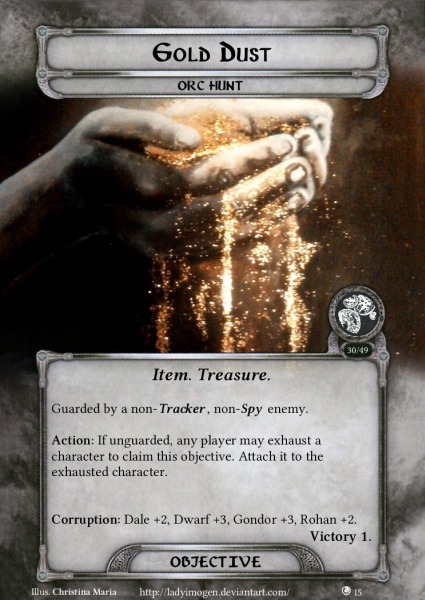 Gold Dust
Orc Hunt
30/49
Item. Treasure.
Guarded by a non-Tracker, non-Spy enemy.
Action: If unguarded, any player may exhaust a
character to claim this objective. Attach it to the
exhausted character.
Corruption: Dale +2, Dwarf +3, Gondor +3, Rohan +2.
Victory 1.
OBJECTIVE
Illus. Christina Maria http://ladyimogen.deviantart.com/ 15